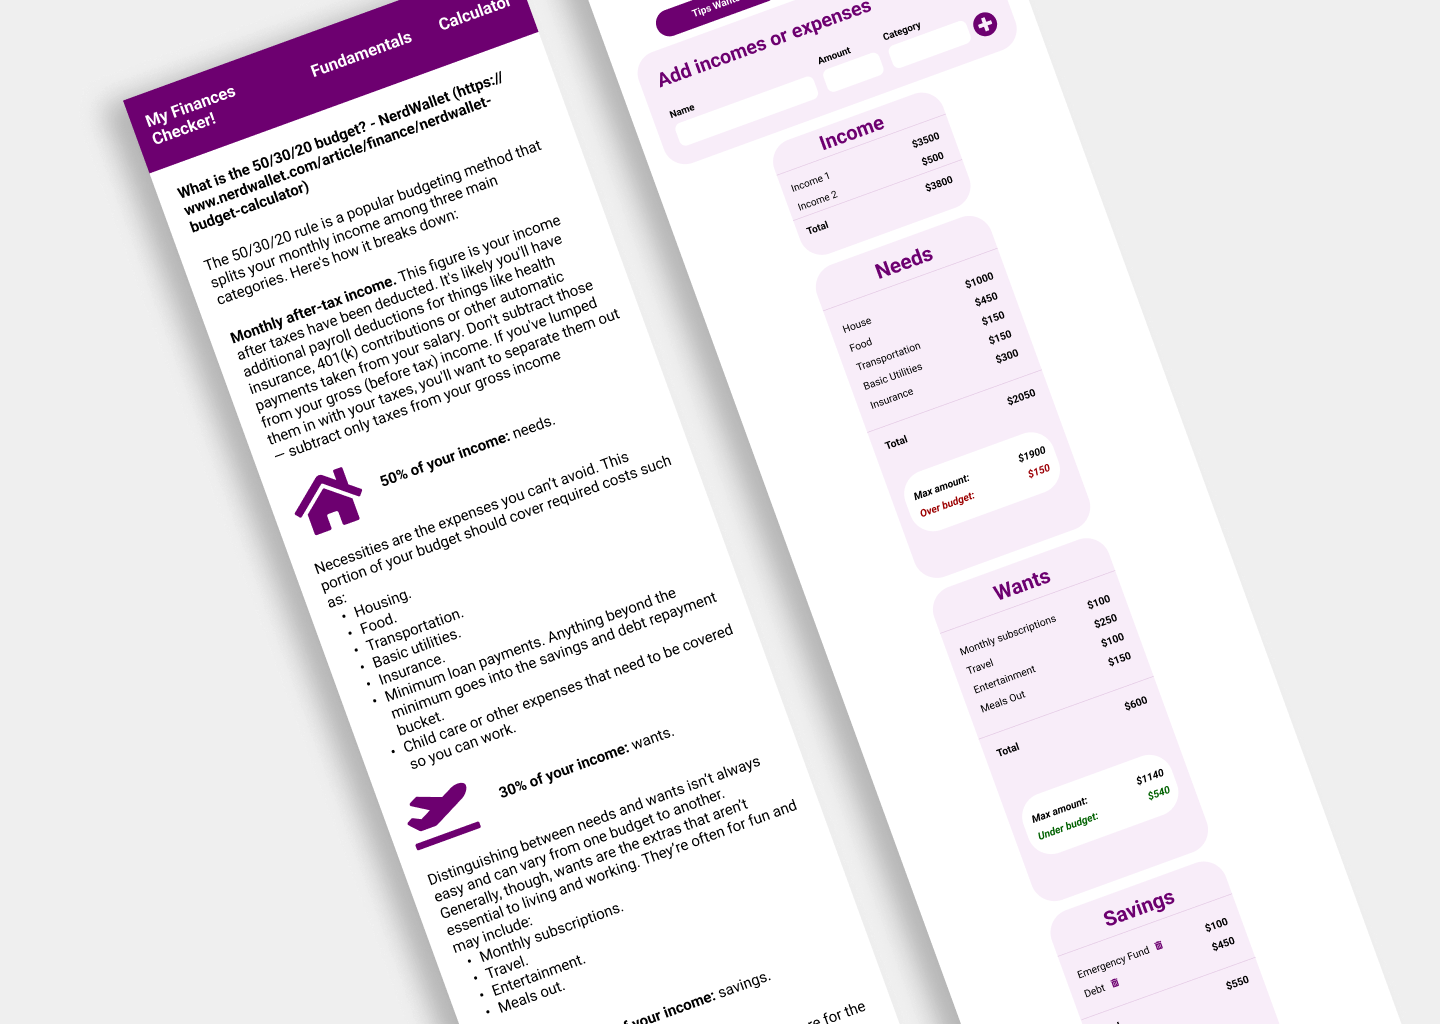 My Finances
Checker!
Fundamentals
Calculator
What is the 50/30/20 budget? - NerdWallet (https://
www.nerdwallet.com/article/finance/nerdwallet-
budget-calculator)
The 50/30/20 rule is a popular budgeting method that
splits your monthly income among three main
categories. Here's how it breaks down:
Monthly after-tax income. This figure is your income
after taxes have been deducted. It's likely you'll have
additional payroll deductions for things like health
insurance, 401(k) contributions or other automatic
payments taken from your salary. Don't subtract those
from your gross (before tax) income. If you've lumped
them in with your taxes, you'll want to separate them out
— subtract only taxes from your gross income
50% of your income: needs.
Necessities are the expenses you can't avoid. This
portion of your budget should cover required costs such
as:
• Housing.
• Food.
• Transportation.
• Basic utilities.
• Insurance.
• Minimum loan payments. Anything beyond the
minimum goes into the savings and debt repayment
bucket.
• Child care or other expenses that need to be covered
so you can work.
30% of your income: wants.
Distinguishing between needs and wants isn't always
easy and can vary from one budget to another.
Generally, though, wants are the extras that aren't
essential to living and working. They're often for fun and
may include:
• Monthly subscriptions.
• Travel.
• Entertainment.
• Meals out.
your income: savings.
for the
Tips
Add incomes or expenses
Name
Amount
Category
Income
Income 1 $3500
Income 2 $500
Total $3800
Needs
House $1000
Food $450
Transportation $150
Basic Utilities $150
Insurance $300
Total $2050
Max amount: $1900
Over budget: $150
Wants
Monthly subscriptions $100
Travel $250
Entertainment $100
Meals Out $150
Total $600
Max amount: $1140
Under budget: $540
Savings
Emergency Fund $100
Debt $450
$550